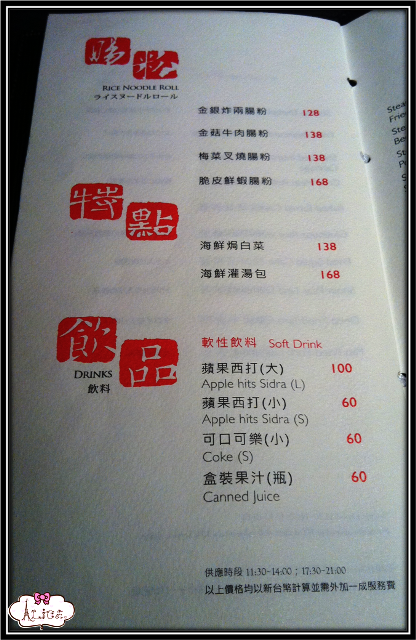 腸粉
RICE NOODLE ROLL
ライスヌードルロール
金銀炸兩腸粉 128
金菇牛肉腸粉 138
梅菜叉燒腸粉 138
脆皮鮮蝦腸粉 168
特點
海鮮焗白菜 138
海鮮灌湯包 168
飲品
DRINKS
飲料
軟性飲料 Soft Drink
蘋果西打(大) 100
Apple hits Sidra (L)
蘋果西打(小) 60
Apple hits Sidra (S)
可口可樂(小) 60
Coke (S)
盒裝果汁(瓶) 60
Canned Juice
供應時段 11:30-14:00；17:30-21:00
以上價格均以新台幣計算並需外加一成服務費